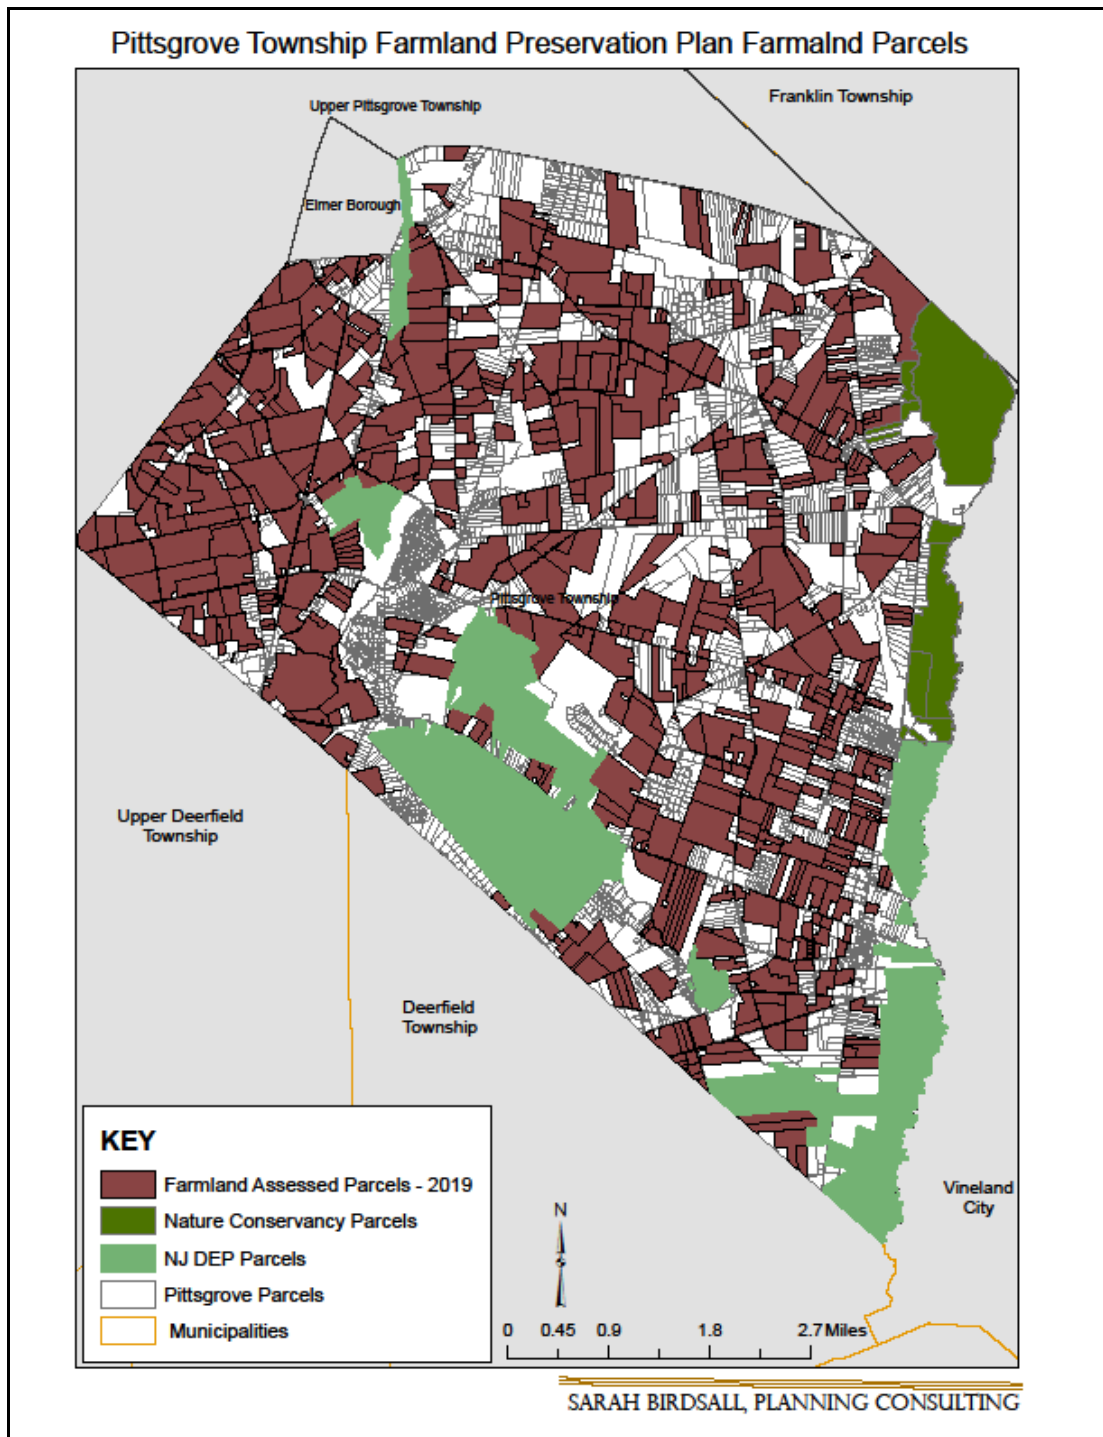 Pittsgrove Township Farmland Preservation Plan Farmalnd Parcels
Franklin Township
Upper Pittsgrove Township
Elmer Borough
Pittsgrove Township
Upper Deerfield
Township
Deerfield
Township
Vineland
City
KEY
Farmland Assessed Parcels - 2019
Nature Conservancy Parcels
NJ DEP Parcels
Pittsgrove Parcels
Municipalities
N
0 0.45 0.9 1.8 2.7 Miles
SARAH BIRDSALL, PLANNING CONSULTING